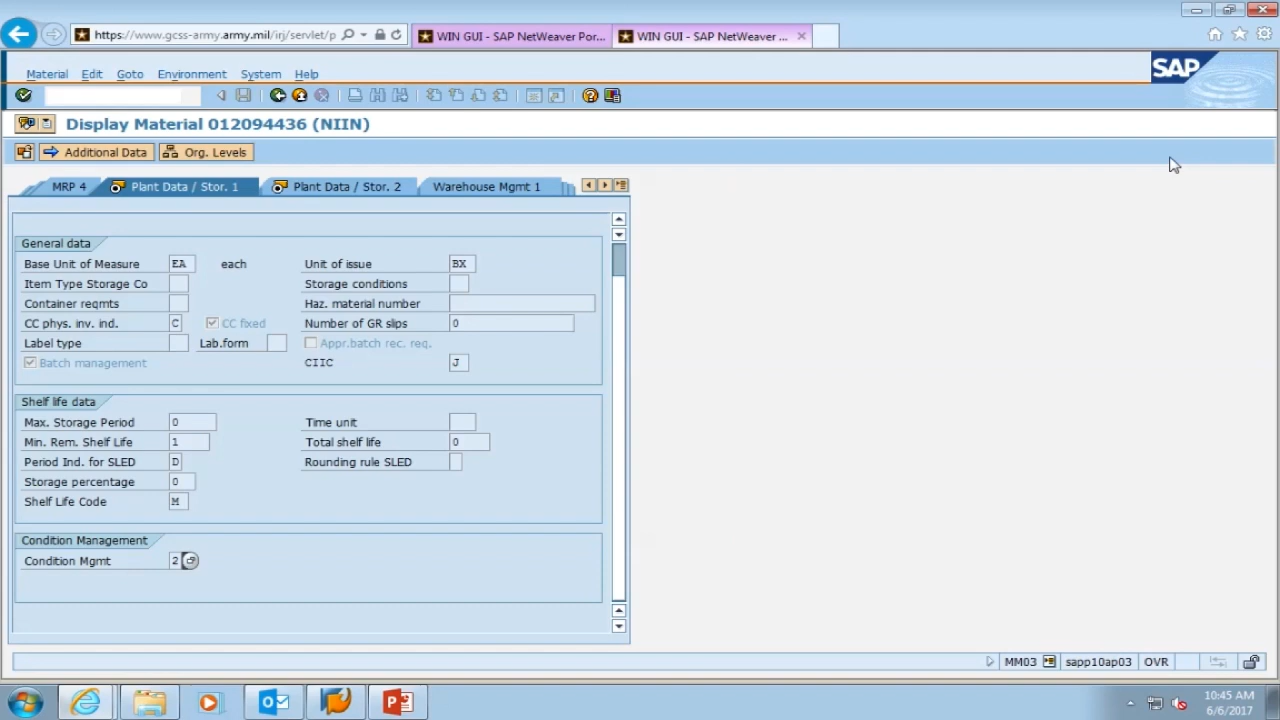 https://www.gcss-army.army.mil/irj/servlet/p
WIN GUI - SAP NetWeaver Por...
WIN GUI - SAP NetWeaver ...
Material Edit Goto Environment System Help
SAP
Display Material 012094436 (NIIN)
Additional Data Org. Levels
MRP 4 Plant Data / Stor. 1 Plant Data / Stor. 2 Warehouse Mgmt 1
General data
Base Unit of Measure EA each Unit of issue BX
Item Type Storage Co Storage conditions
Container reqmts Haz. material number
CC phys. inv. ind. C CC fixed Number of GR slips 0
Label type Lab.form Appr.batch rec. req.
Batch management CIIC J
Shelf life data
Max. Storage Period 0 Time unit
Min. Rem. Shelf Life 1 Total shelf life 0
Period Ind. for SLED D Rounding rule SLED
Storage percentage 0
Shelf Life Code M
Condition Management
Condition Mgmt 2
MM03 sapp10ap03 OVR
10:45 AM
6/6/2017